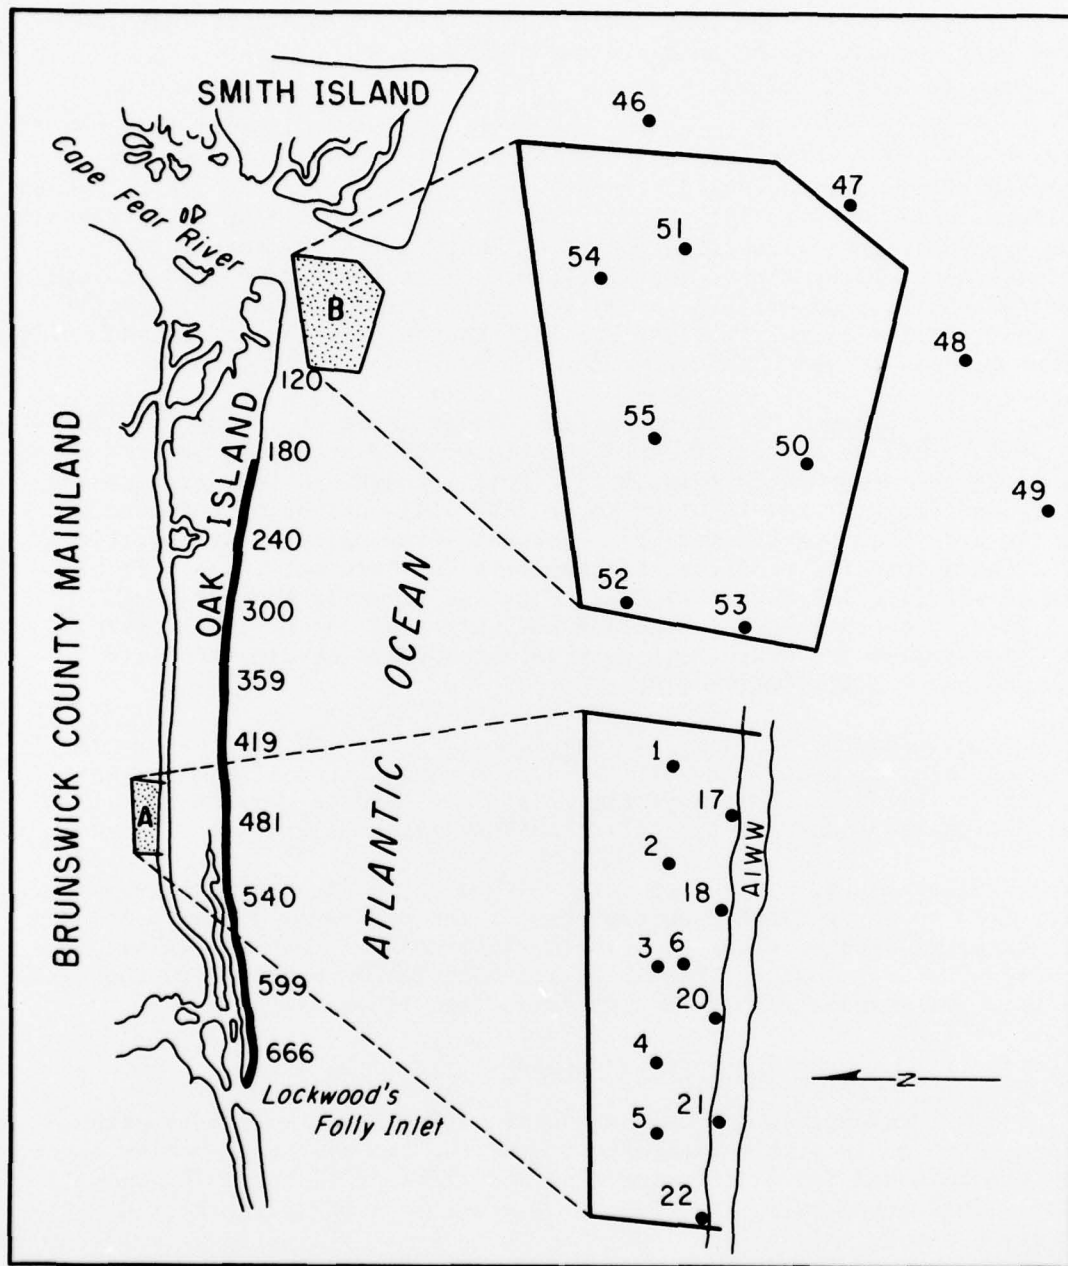 SMITH ISLAND
Cape Fear River
B
120
180
240
300
359
419
481
540
599
666
OAK ISLAND
BRUNSWICK COUNTY MAINLAND
ATLANTIC OCEAN
A
Lockwood's
Folly Inlet
46
47
51
54
48
55
50
49
52
53
1
17
2
AIWW
18
3
6
20
4
N
21
5
22